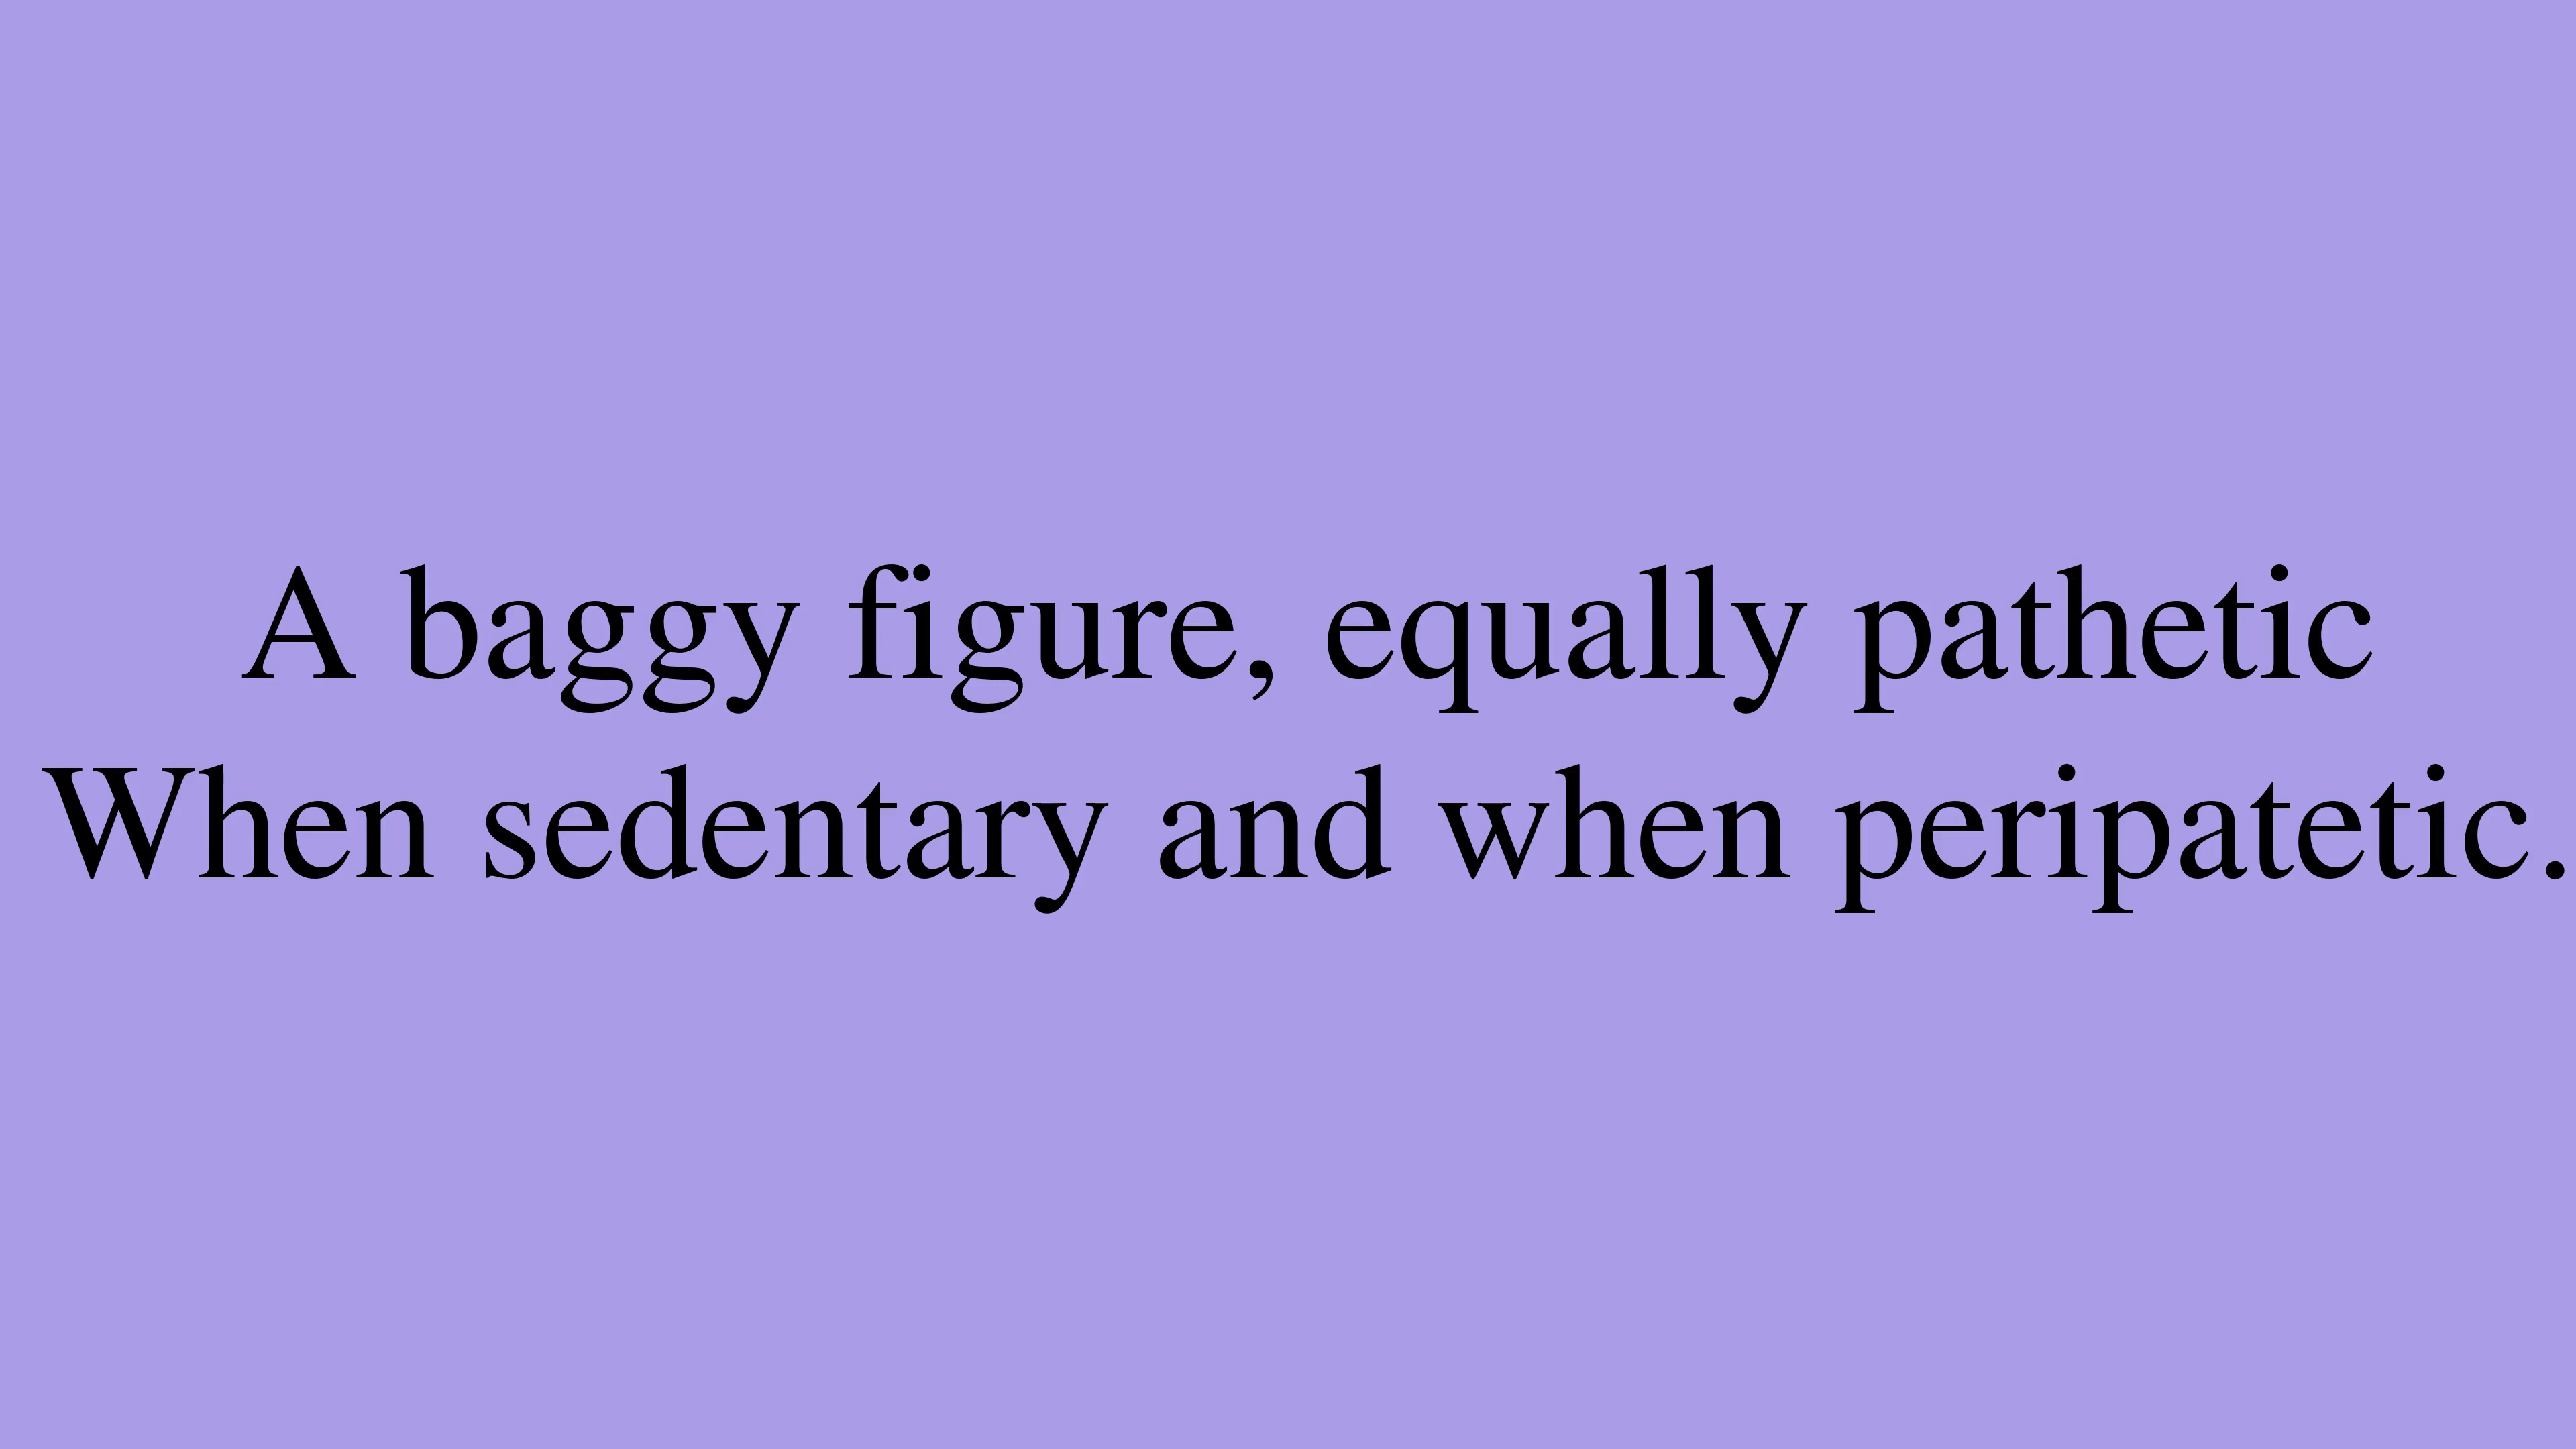 A baggy figure, equally pathetic
When sedentary and when peripatetic.